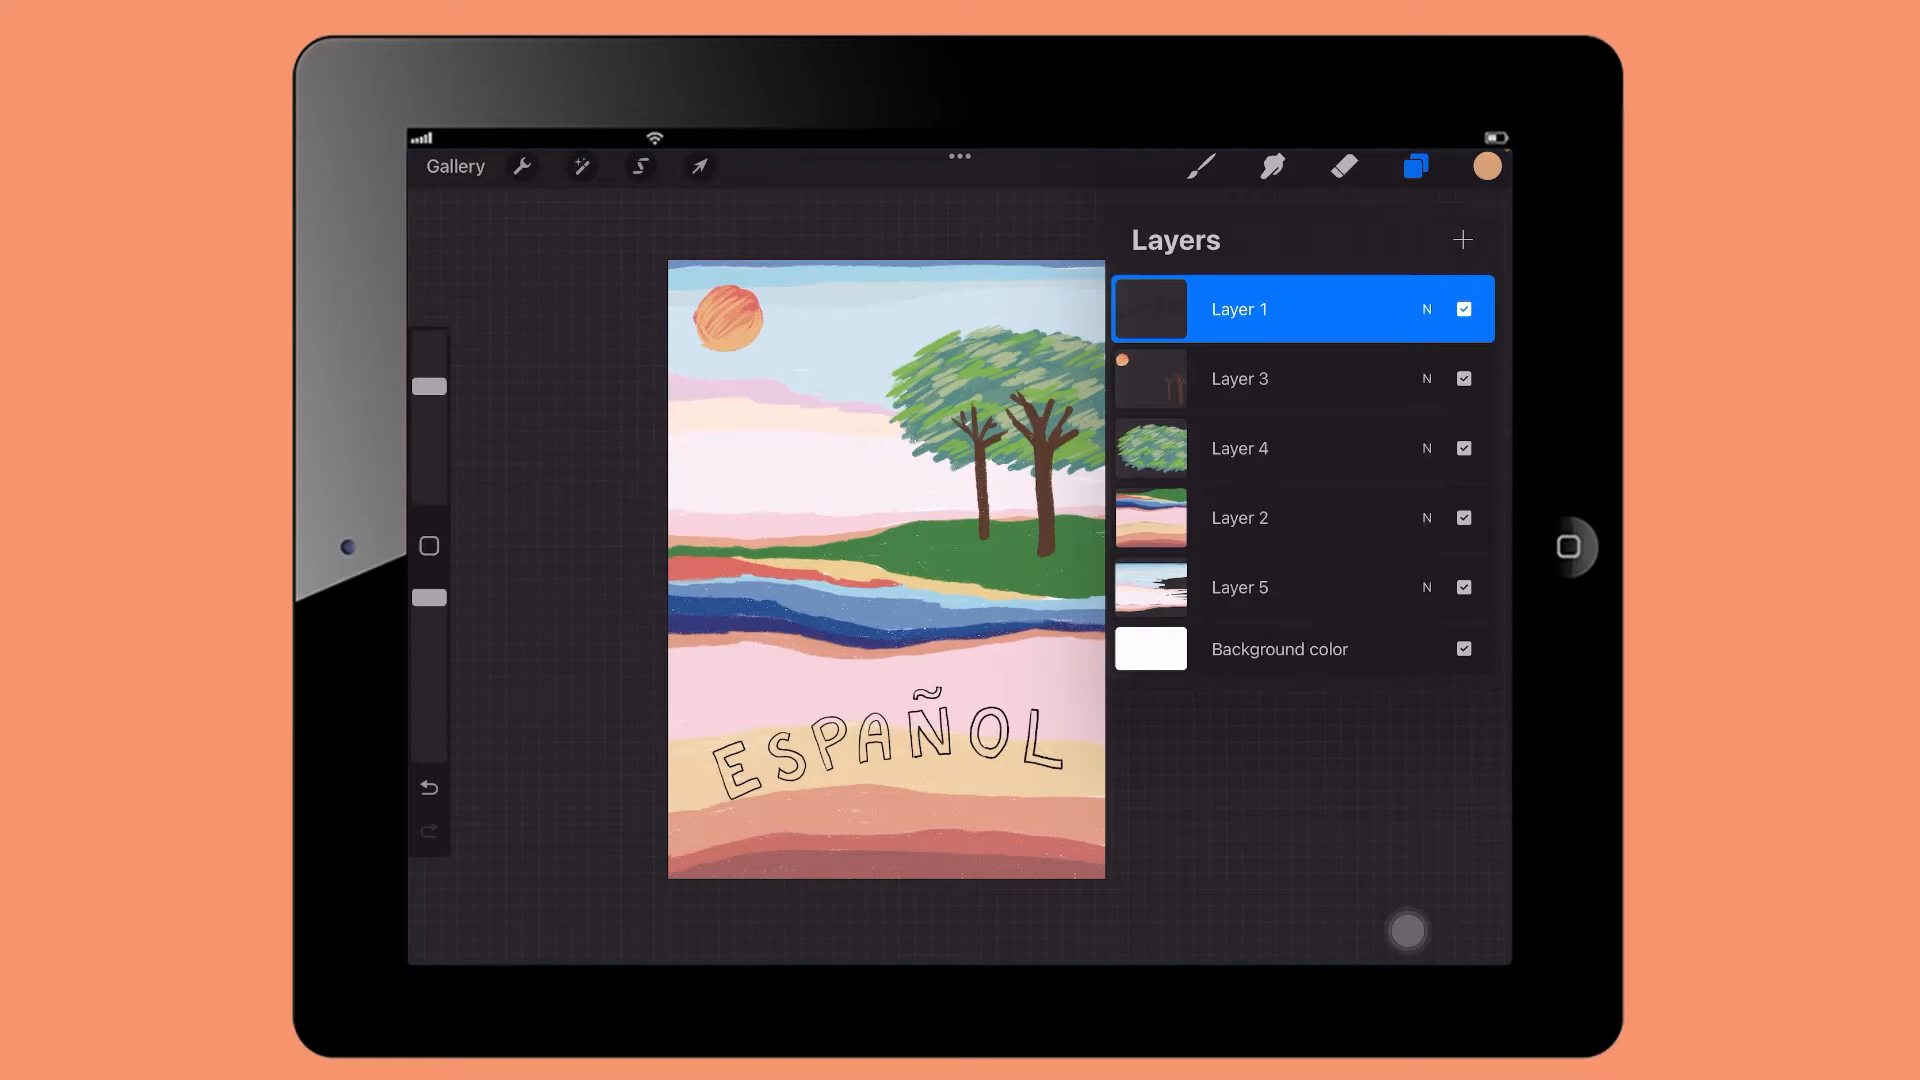 Gallery
Layers
Layer 1 N
Layer 3 N
Layer 4 N
Layer 2 N
Layer 5 N
Background color
ESPAÑOL